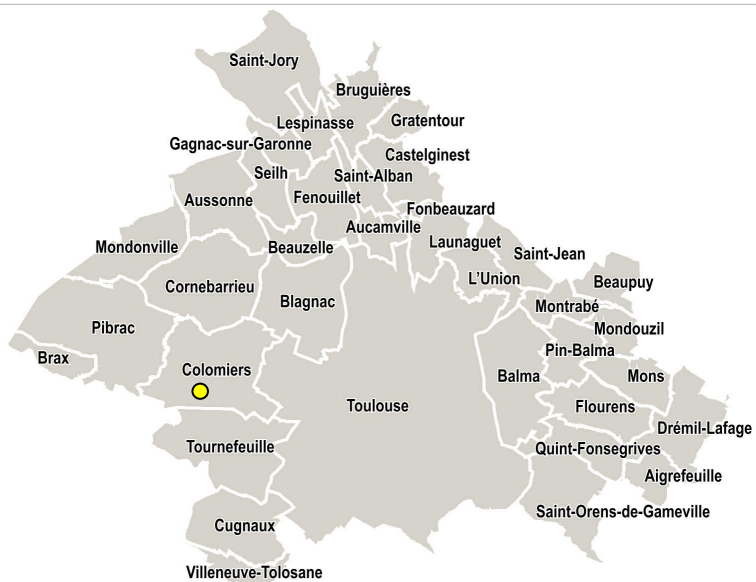 Saint-Jory
Bruguières
Lespinasse
Gratentour
Gagnac-sur-Garonne
Castelginest
Seilh
Saint-Alban
Aussonne
Fenouillet
Fonbeauzard
Aucamville
Mondonville
Beauzelle
Launaguet
Saint-Jean
L'Union
Cornebarrieu
Beaupuy
Blagnac
Montrabé
Pibrac
Mondouzil
Brax
Pin-Balma
Colomiers
Balma
Mons
Toulouse
Flourens
Drémil-Lafage
Tournefeuille
Quint-Fonsegrives
Aigrefeuille
Saint-Orens-de-Gameville
Cugnaux
Villeneuve-Tolosane